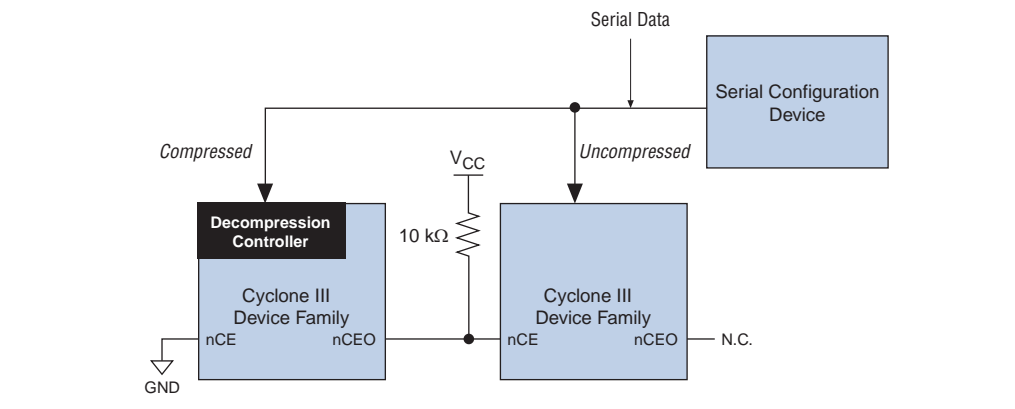 Serial Data
Serial Configuration
Device
Compressed
Uncompressed
VCC
Decompression
Controller
10 kΩ
Cyclone III
Device Family
nCE
nCEO
Cyclone III
Device Family
nCE
nCEO
N.C.
GND